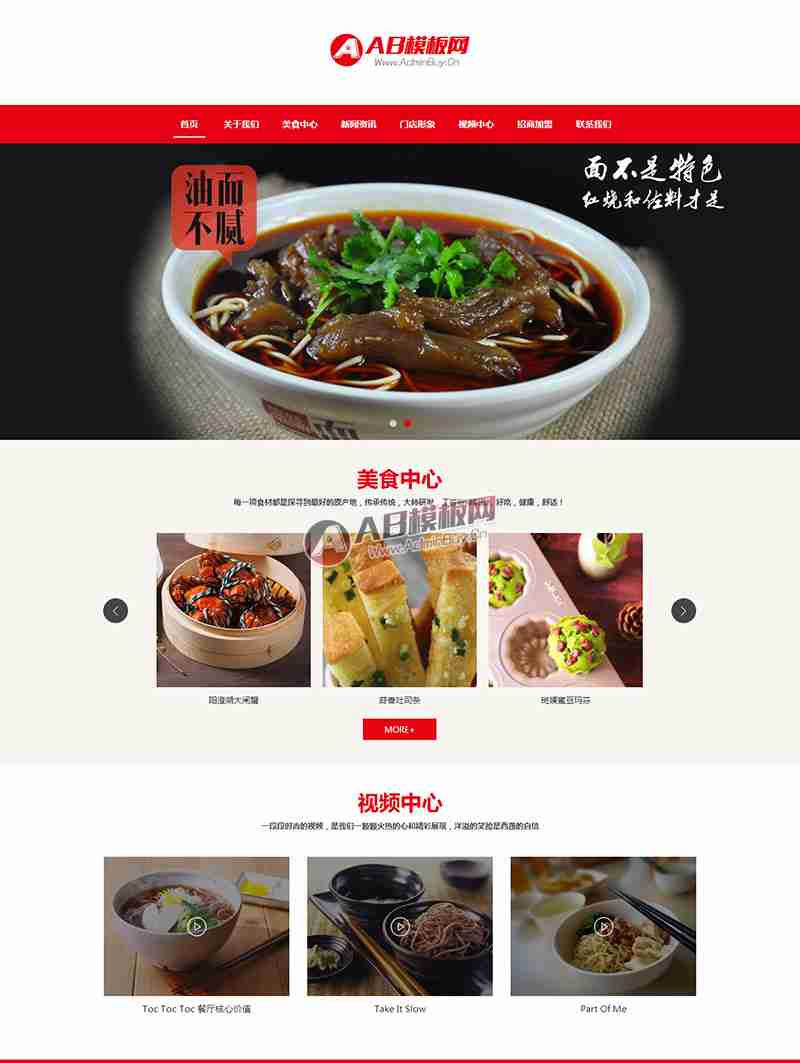 AB模板网
Www.AdminBuy.Cn
首页 关于我们 美食中心 新闻资讯 门店形象 视频中心 招商加盟 联系我们
油而
不腻
面不是特色
红烧和佐料才是
面
美食中心
每一项食材都是探寻到最好的原产地，传承传统，大师研发，好吃，健康，舒适！
AB模板网
Www.AdminBuy.Cn
阳澄湖大闸蟹
蒜香吐司条
斑斓蜜豆玛芬
MORE+
视频中心
一段段时尚的视频，是我们一颗颗火热的心和精彩展现，洋溢的笑脸是西莲的自信
Toc Toc Toc 餐厅核心价值
Take It Slow
Part Of Me